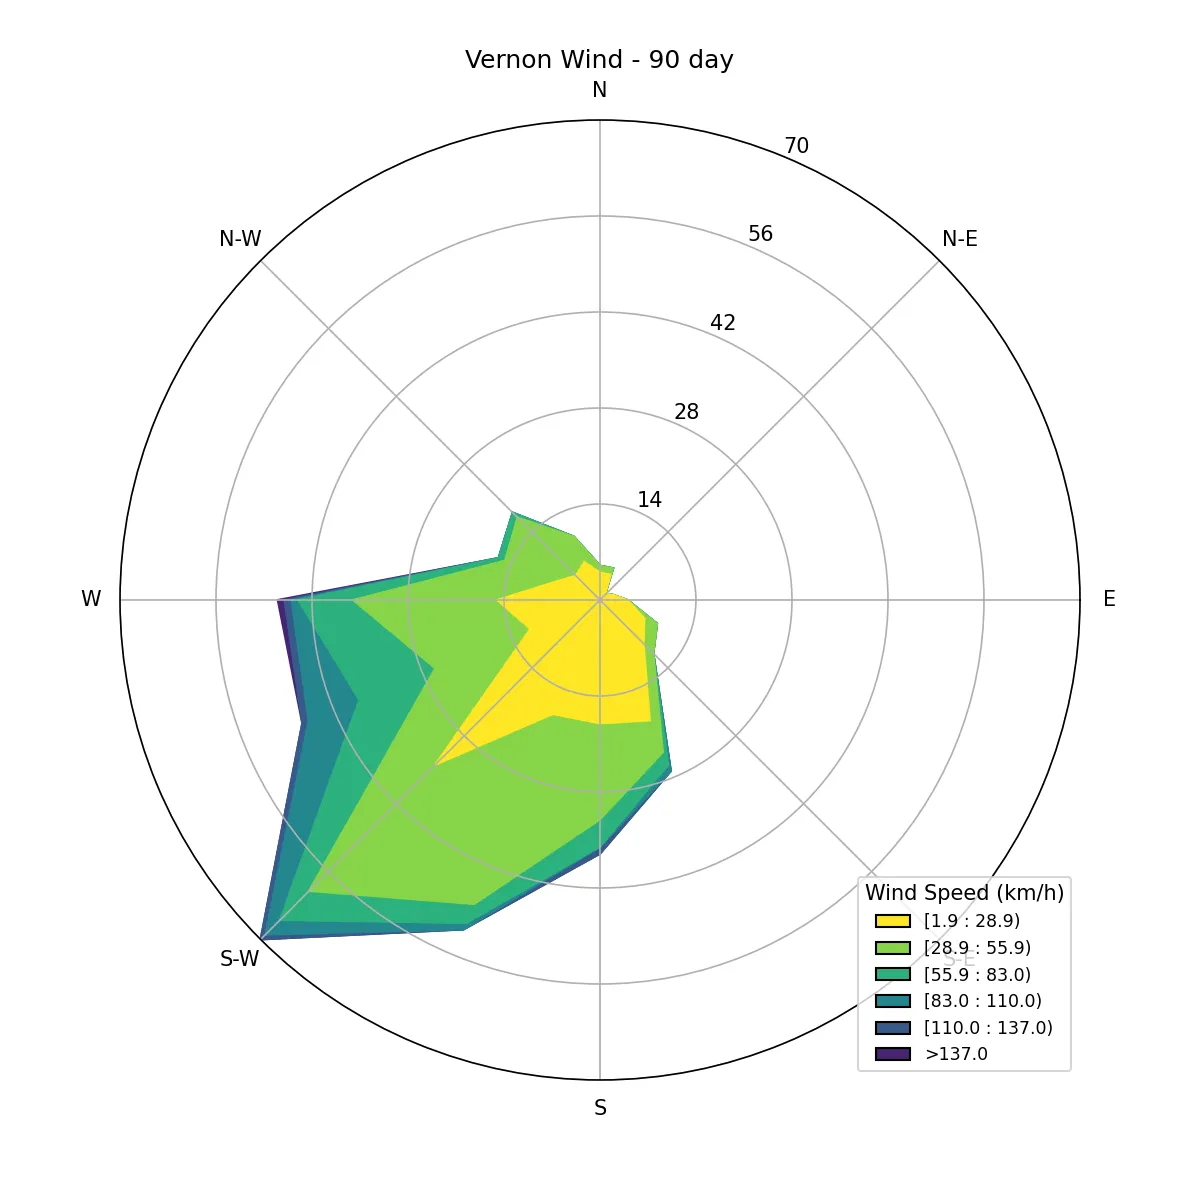 Vernon Wind - 90 day
N
70
56
42
28
14
N-W
N-E
W
E
S-W
S-E
S
Wind Speed (km/h)
[1.9 : 28.9)
[28.9 : 55.9)
[55.9 : 83.0)
[83.0 : 110.0)
[110.0 : 137.0)
>137.0